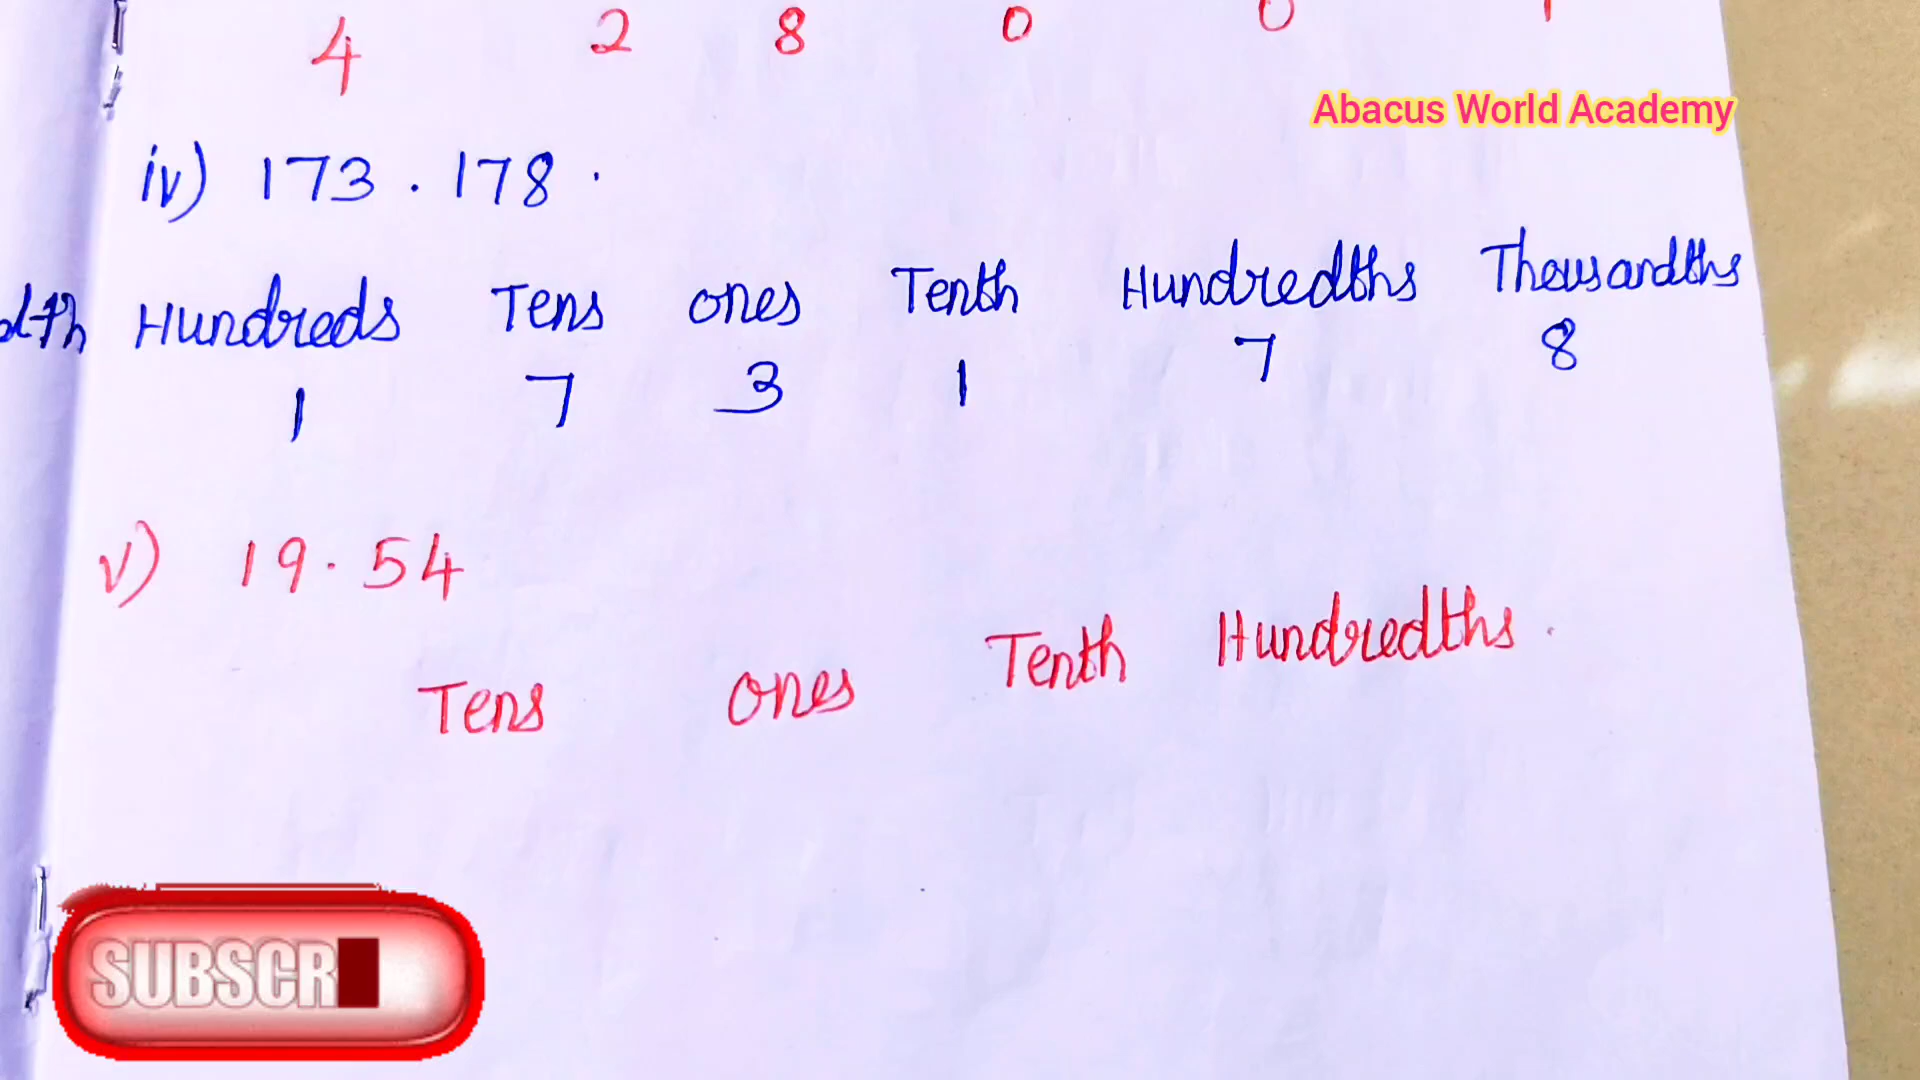 4 2 8 0 0
Abacus World Academy
iv) 173.178.
Hundreds Tens ones Tenth Hundredths Thousandths
1 7 3 1 7 8
v) 19.54
Tens ones Tenth Hundredths.
SUBSCR